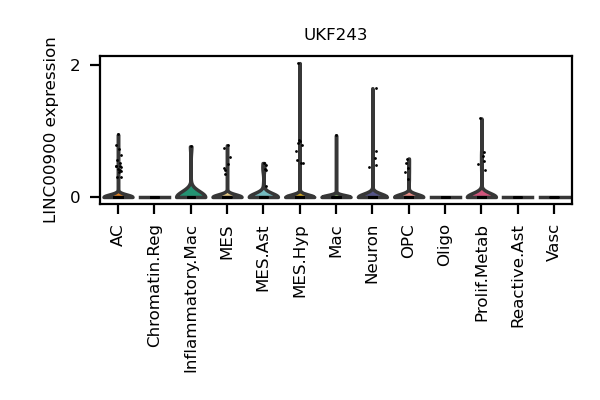 UKF243
LINC00900 expression
2
0
AC
Chromatin.Reg
Inflammatory.Mac
MES
MES.Ast
MES.Hyp
Mac
Neuron
OPC
Oligo
Prolif.Metab
Reactive.Ast
Vasc